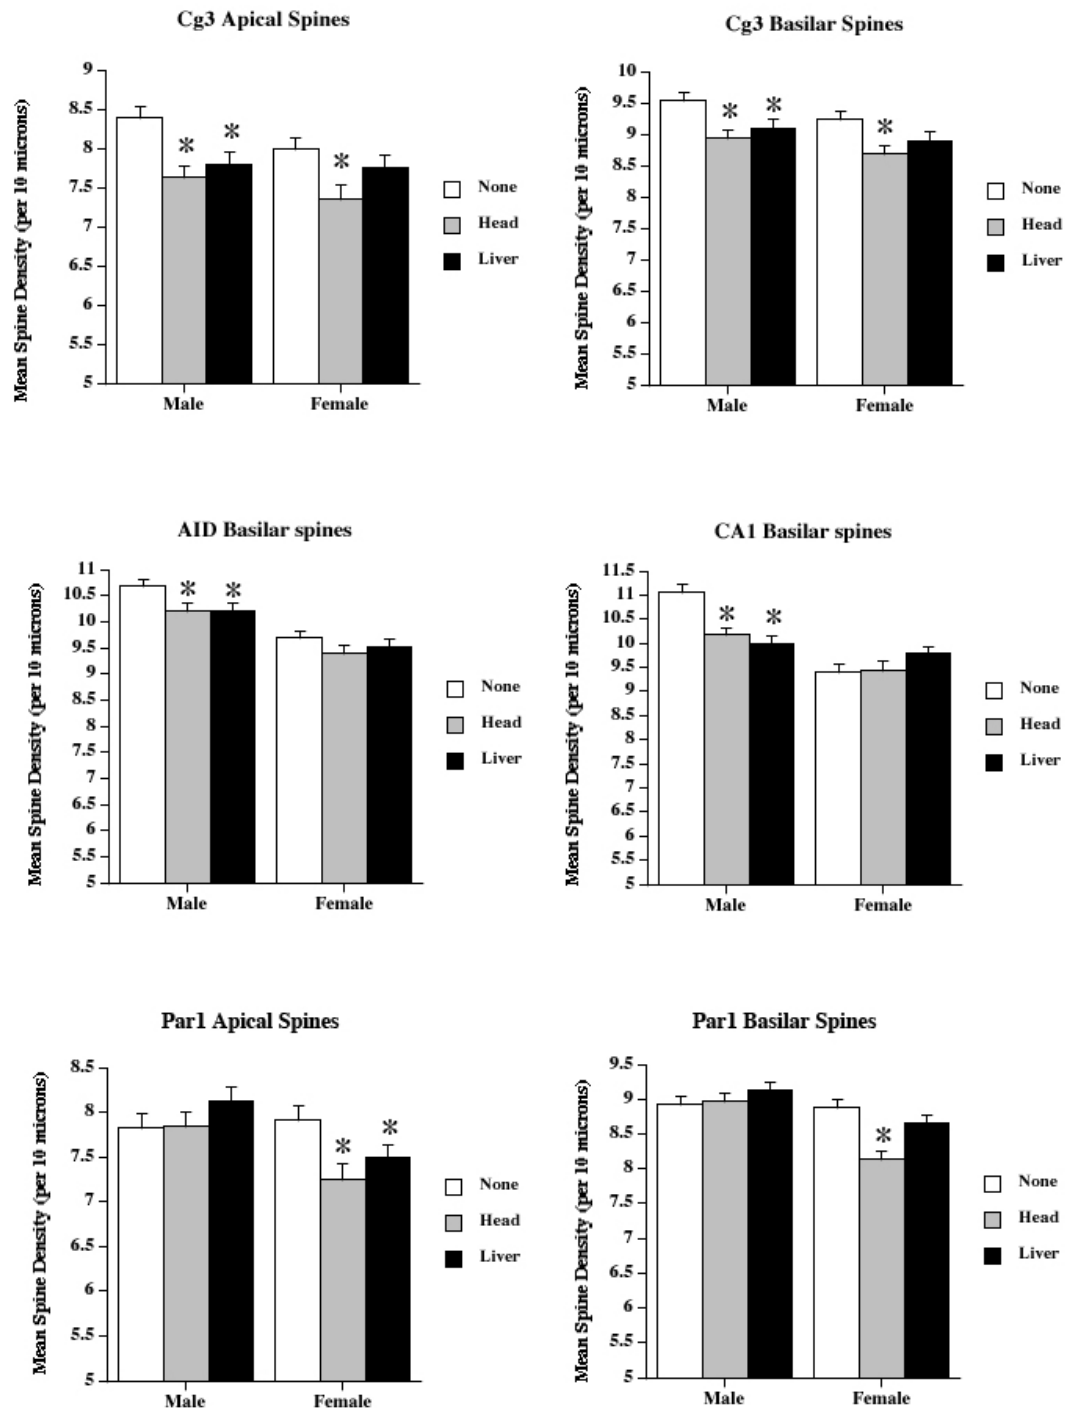 Cg3 Apical Spines
Mean Spine Density (per 10 microns)
9
8.5
8
7.5
7
6.5
6
5.5
5
* * *
Male Female
None
Head
Liver
Cg3 Basilar Spines
Mean Spine Density (per 10 microns)
10
9.5
9
8.5
8
7.5
7
6.5
6
5.5
5
* * *
Male Female
None
Head
Liver
AID Basilar spines
Mean Spine Density (per 10 microns)
11
10.5
10
9.5
9
8.5
8
7.5
7
6.5
6
5.5
5
* *
Male Female
None
Head
Liver
CA1 Basilar spines
Mean Spine Density (per 10 microns)
11.5
11
10.5
10
9.5
9
8.5
8
7.5
7
6.5
6
5.5
5
* *
Male Female
None
Head
Liver
Par1 Apical Spines
Mean Spine Density (per 10 microns)
8.5
8
7.5
7
6.5
6
5.5
5
* *
Male Female
None
Head
Liver
Par1 Basilar Spines
Mean Spine Density (per 10 microns)
9.5
9
8.5
8
7.5
7
6.5
6
5.5
5
*
Male Female
None
Head
Liver